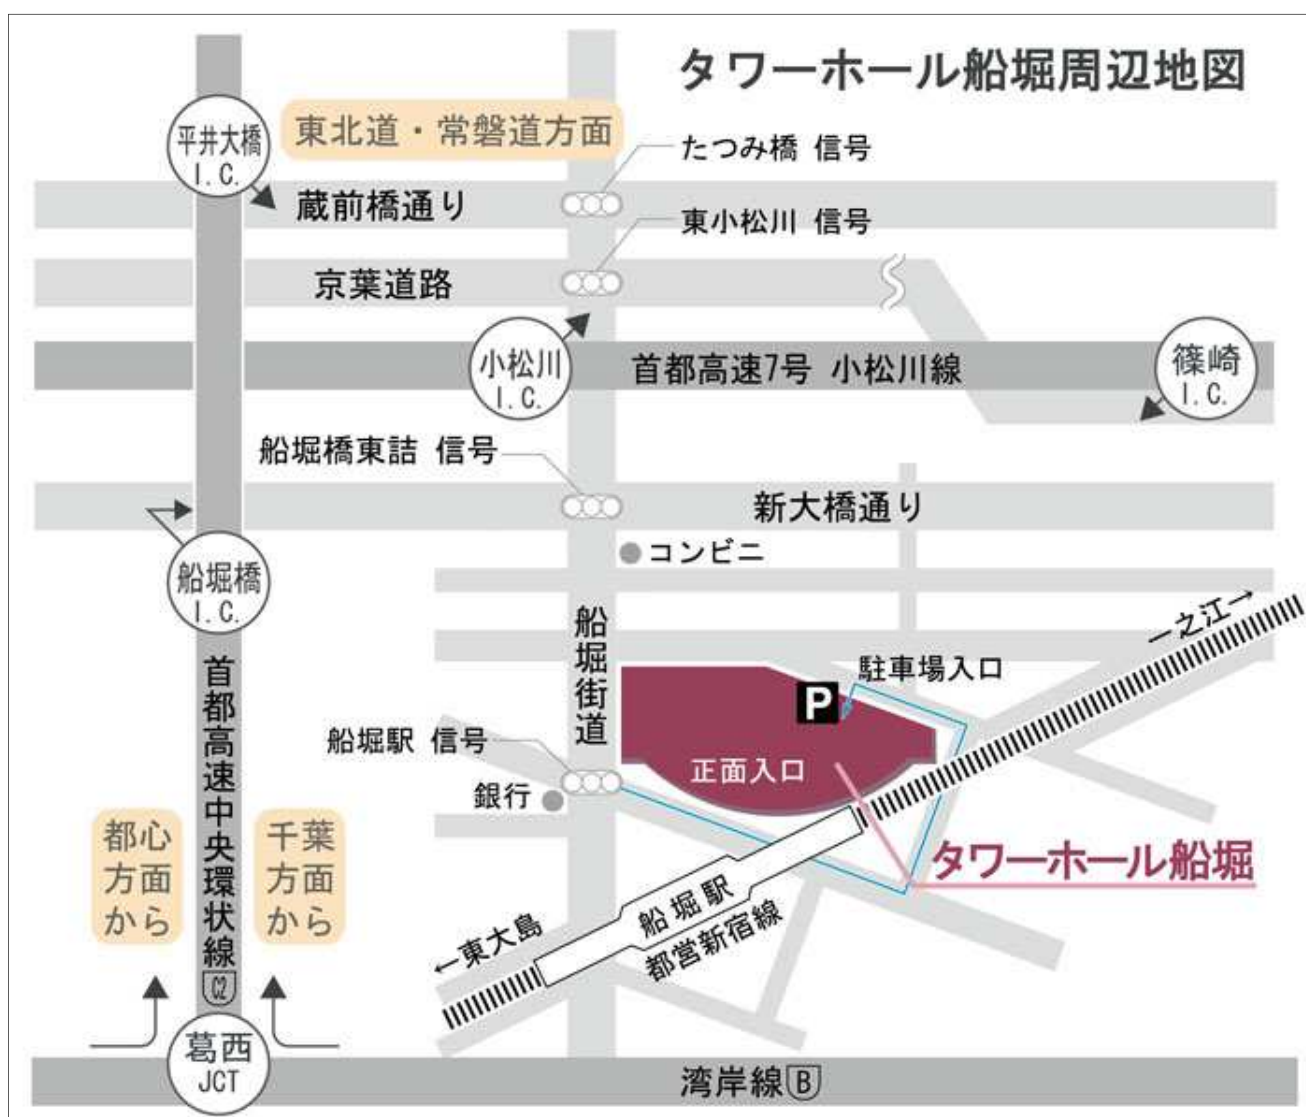 タワーホール船堀周辺地図
平井大橋
I.C.
東北道・常磐道方面
たつみ橋 信号
蔵前橋通り
東小松川 信号
京葉道路
小松川
I.C.
首都高速7号 小松川線
篠崎
I.C.
船堀橋東詰 信号
新大橋通り
コンビニ
船堀橋
I.C.
船堀街道
一之江→
駐車場入口
P
首都高速中央環状線
C2
船堀駅 信号
正面入口
銀行
都心
方面
から
千葉
方面
から
タワーホール船堀
船堀駅
都営新宿線
←東大島
葛西
JCT
湾岸線 B